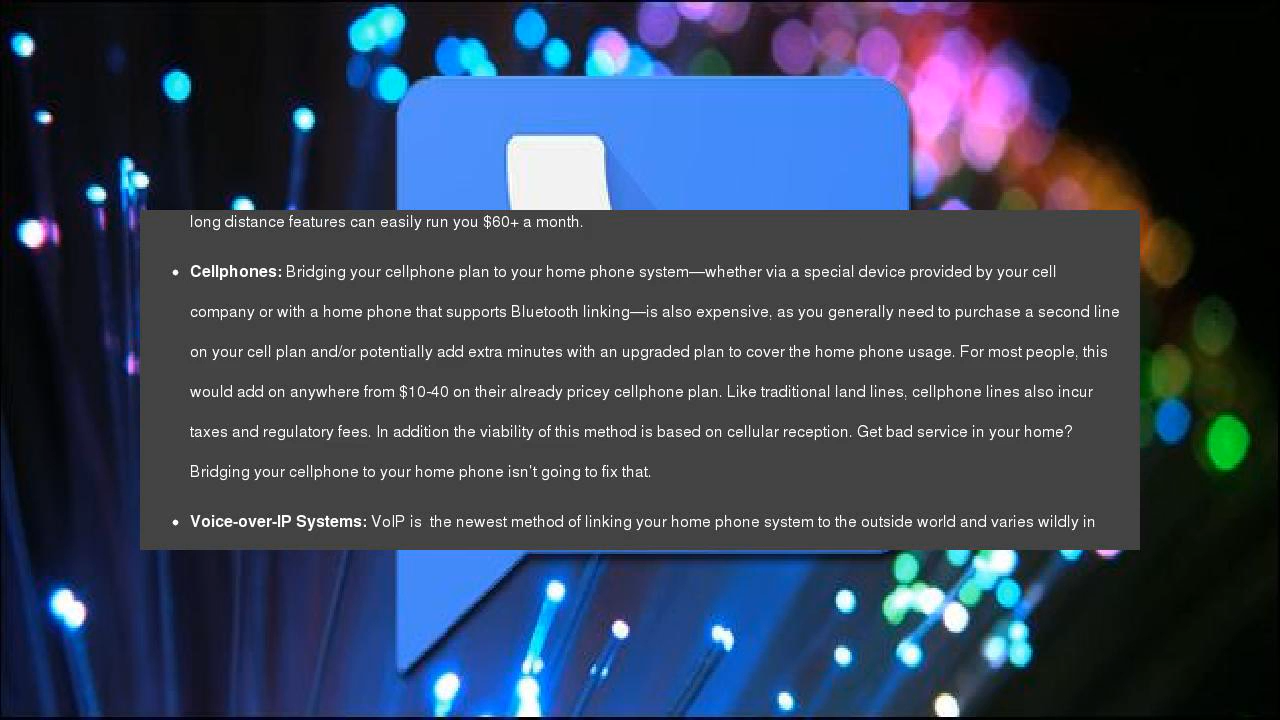 long distance features can easily run you $60+ a month.
• Cellphones: Bridging your cellphone plan to your home phone system—whether via a special device provided by your cell
company or with a home phone that supports Bluetooth linking—is also expensive, as you generally need to purchase a second line
on your cell plan and/or potentially add extra minutes with an upgraded plan to cover the home phone usage. For most people, this
would add on anywhere from $10-40 on their already pricey cellphone plan. Like traditional land lines, cellphone lines also incur
taxes and regulatory fees. In addition the viability of this method is based on cellular reception. Get bad service in your home?
Bridging your cellphone to your home phone isn't going to fix that.
• Voice-over-IP Systems: VoIP is  the newest method of linking your home phone system to the outside world and varies wildly in